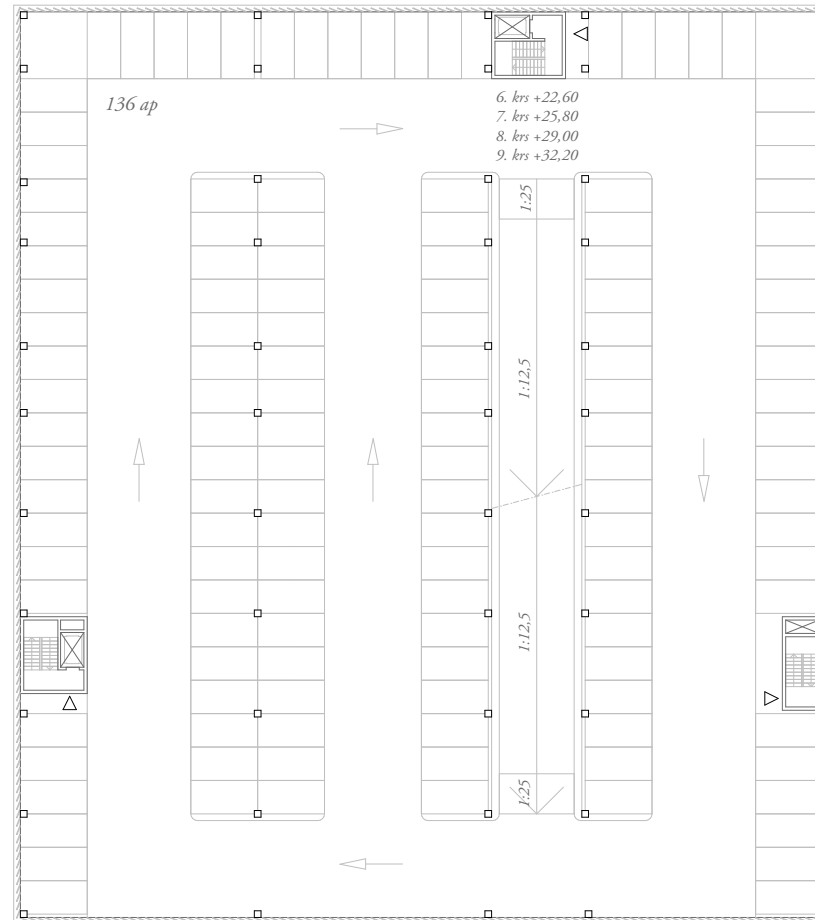 136 ap
6. krs +22,60
7. krs +25,80
8. krs +29,00
9. krs +32,20
1:25
1:12,5
1:12,5
1:25